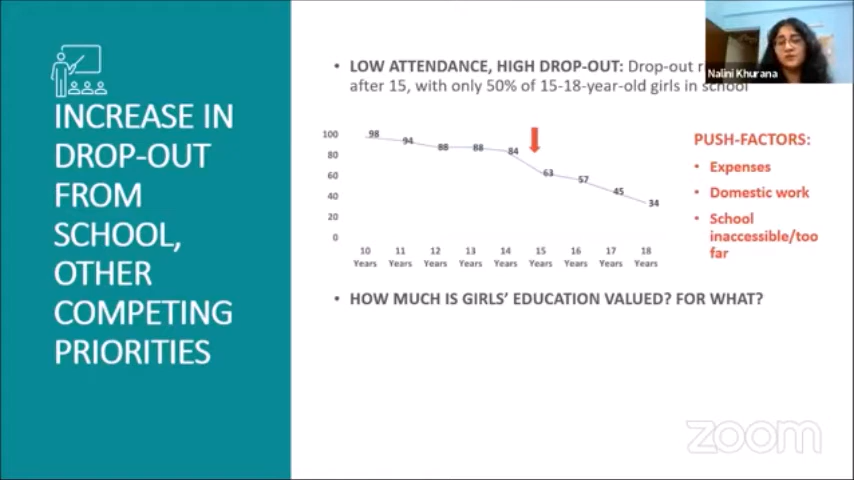 INCREASE IN
DROP-OUT
FROM
SCHOOL,
OTHER
COMPETING
PRIORITIES
• LOW ATTENDANCE, HIGH DROP-OUT: Drop-out
after 15, with only 50% of 15-18-year-old girls in school
Nalini Khurana
100
80
60
40
20
0
98
94
88
88
84
63
57
45
34
10 Years
11 Years
12 Years
13 Years
14 Years
15 Years
16 Years
17 Years
18 Years
PUSH-FACTORS:
• Expenses
• Domestic work
• School
inaccessible/too
far
• HOW MUCH IS GIRLS' EDUCATION VALUED? FOR WHAT?
zoom